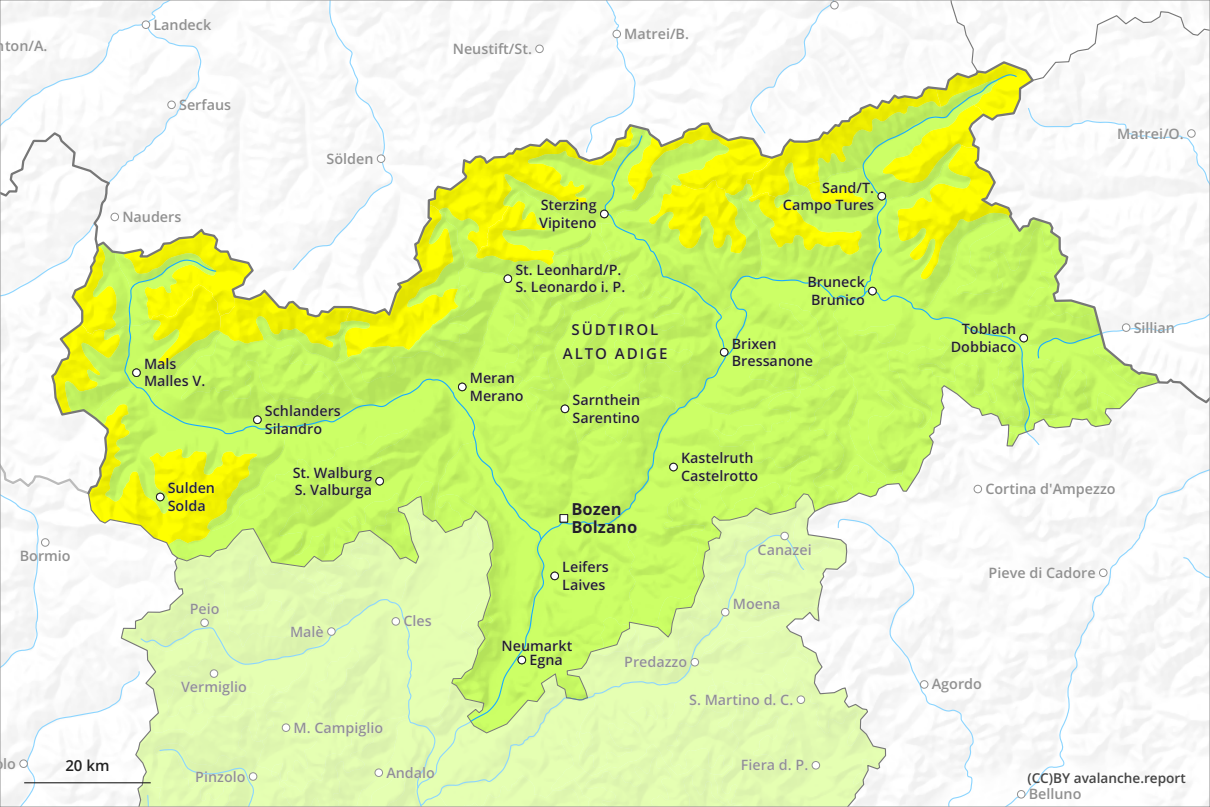 Landeck
nton/A.
Neustift/St.
Matrei/B.
Serfaus
Matrei/O.
Sölden
Sand/T.
Campo Tures
Nauders
Sterzing
Vipiteno
St. Leonhard/P.
S. Leonardo i. P.
Bruneck
Brunico
SÜDTIROL
ALTO ADIGE
Toblach
Dobbiaco
Sillian
Brixen
Bressanone
Mals
Malles V.
Meran
Merano
Schlanders
Silandro
Sarnthein
Sarentino
Kastelruth
Castelrotto
St. Walburg
S. Valburga
Sulden
Solda
Cortina d'Ampezzo
Bozen
Bolzano
Bormio
Canazei
Leifers
Laives
Pieve di Cadore
Peio
Moena
Malè
Cles
Neumarkt
Egna
Predazzo
Vermiglio
Agordo
S. Martino d. C.
M. Campiglio
20 km
olo
Pinzolo
Andalo
Fiera d. P.
(CC)BY avalanche.report
Belluno